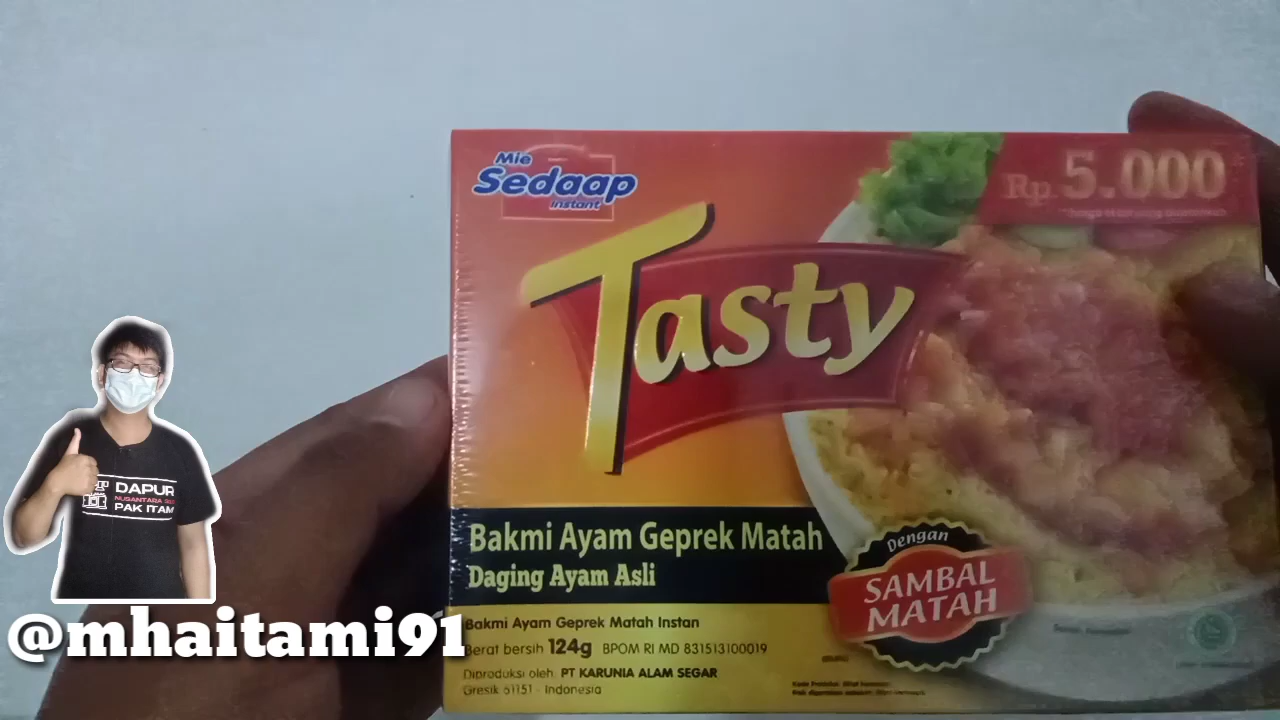 Mie
Sedaap
Instant
Rp. 5.000
Tasty
Bakmi Ayam Geprek Matah
Daging Ayam Asli
Dengan
SAMBAL
MATAH
Bakmi Ayam Geprek Matah Instan
Berat bersih 124g BPOM RI MD 831513100019
Diproduksi oleh: PT KARUNIA ALAM SEGAR
Gresik 61151 - Indonesia
DAPUR
NUSANTARA
PAK ITAM
@mhaitami91